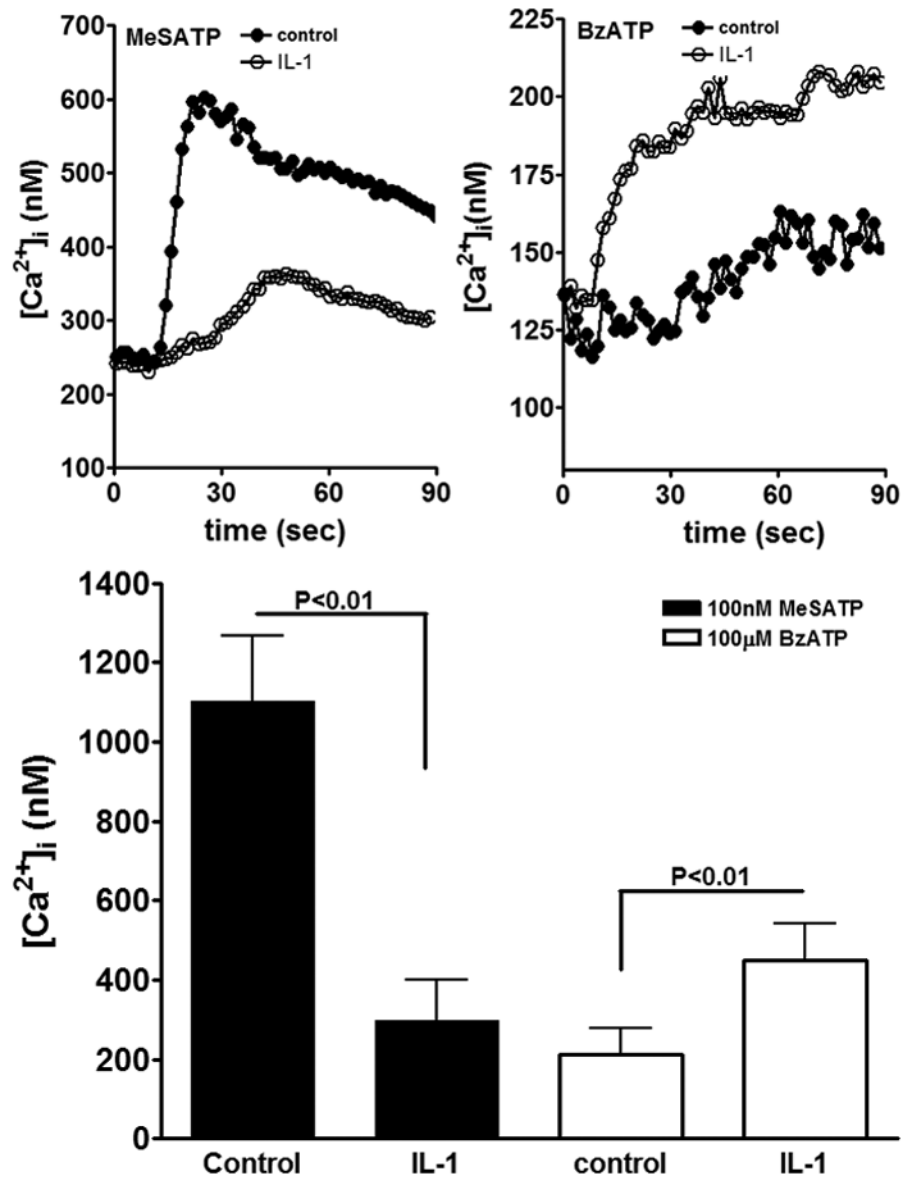 MeSATP
control
IL-1
[Ca2+]i (nM)
700
600
500
400
300
200
100
0 30 60 90
time (sec)
BzATP
control
IL-1
[Ca2+]i(nM)
225
200
175
150
125
100
0 30 60 90
time (sec)
[Ca2+]i (nM)
1400
1200
1000
800
600
400
200
0
P<0.01
P<0.01
100nM MeSATP
100μM BzATP
Control IL-1 control IL-1